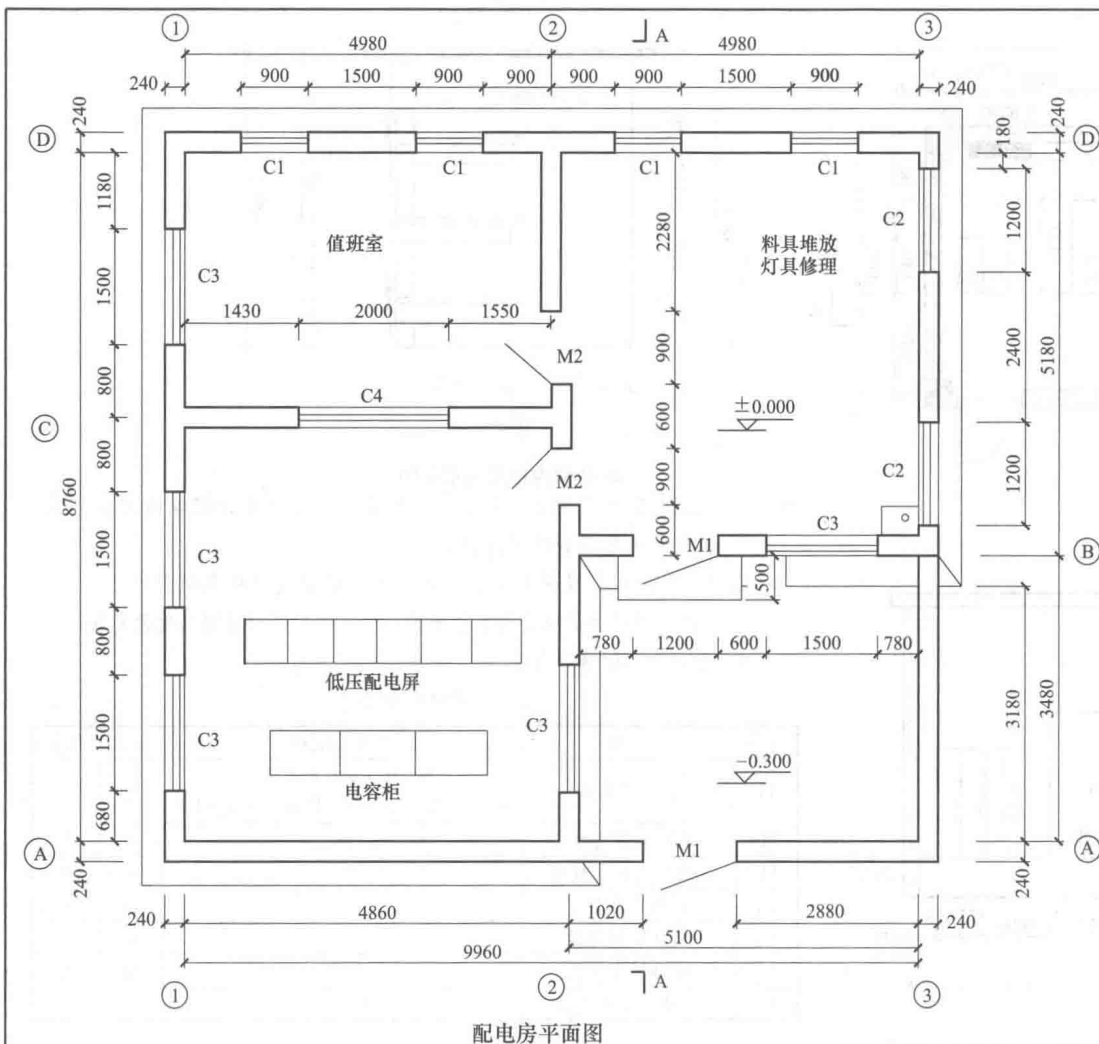 ① ② A ③
4980 4980
900 1500 900 900 900 900 1500 900
240 240
240 180 240
D D
C1 C1 C1 C1
1180
C2 1200
值班室 2280 料具堆放
灯具修理
C3
1500
1430 2000 1550
2400 5180
900
M2
800 C4
600 ±0.000
C
800 900 C2 1200
8760 M2
C3
600 M1 B
1500 C3 500
780 1200 600 1500 780
800
低压配电屏
3180 3480
1500 C3 C3
-0.300
电容柜
680
A M1 A
240 240
240 4860 1020 2880 240
5100
9960
① ② A ③
配电房平面图